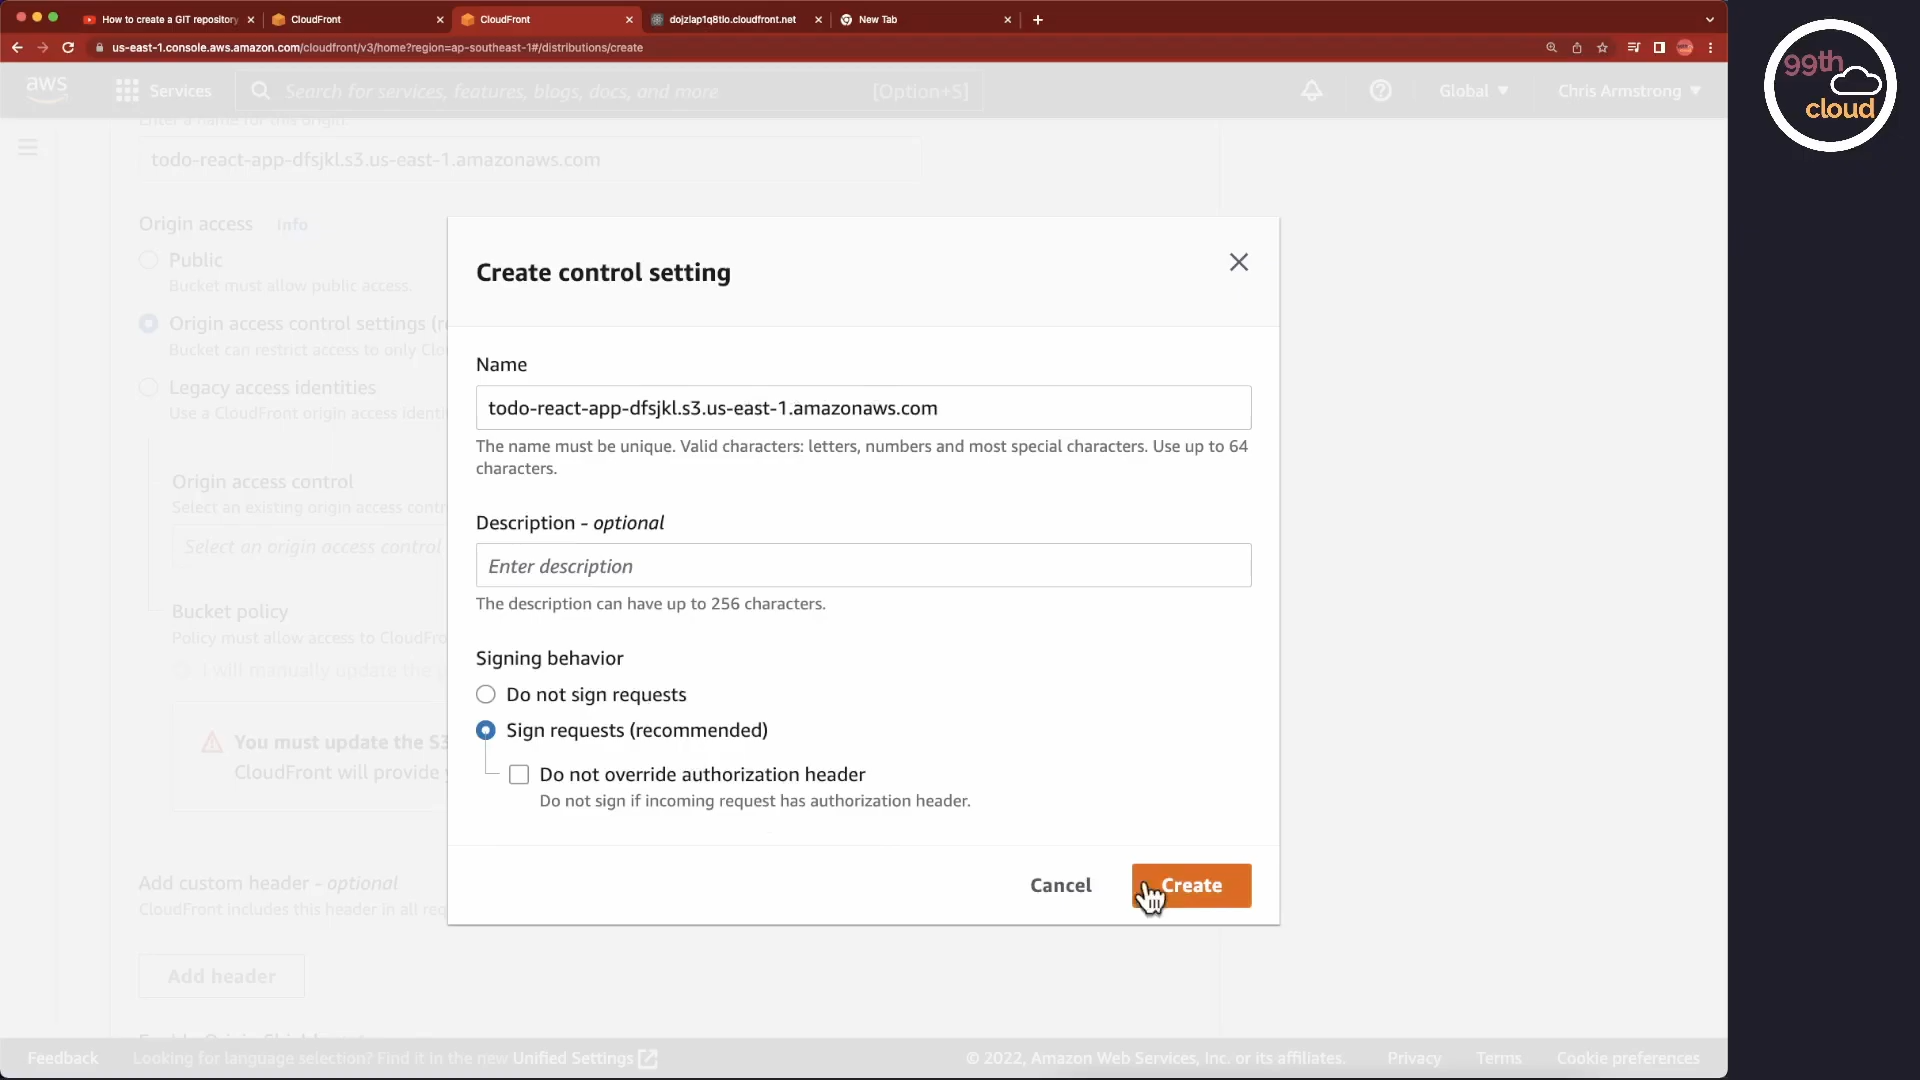 How to create a GIT repository
CloudFront
CloudFront
dojzlap1q8tlo.cloudfront.net
New Tab
us-east-1.console.aws.amazon.com/cloudfront/v3/home?region=ap-southeast-1#/distributions/create
99th
cloud
aws
Services
Search for services, features, blogs, docs, and more
[Option+S]
Global
Chris Armstrong
Enter a name for this origin.
todo-react-app-dfsjkl.s3.us-east-1.amazonaws.com
Origin access
Info
Public
Bucket must allow public access.
Origin access control settings (r
Bucket can restrict access to only Clo
Legacy access identities
Use a CloudFront origin access identi
Origin access control
Select an existing origin access contr
Select an origin access control
Bucket policy
Policy must allow access to CloudFro
I will manually update the
You must update the S3
CloudFront will provide y
Add custom header - optional
CloudFront includes this header in all req
Add header
Create control setting
Name
todo-react-app-dfsjkl.s3.us-east-1.amazonaws.com
The name must be unique. Valid characters: letters, numbers and most special characters. Use up to 64
characters.
Description - optional
Enter description
The description can have up to 256 characters.
Signing behavior
Do not sign requests
Sign requests (recommended)
Do not override authorization header
Do not sign if incoming request has authorization header.
Cancel
Create
Feedback
Looking for language selection? Find it in the new Unified Settings
© 2022, Amazon Web Services, Inc. or its affiliates.
Privacy
Terms
Cookie preferences